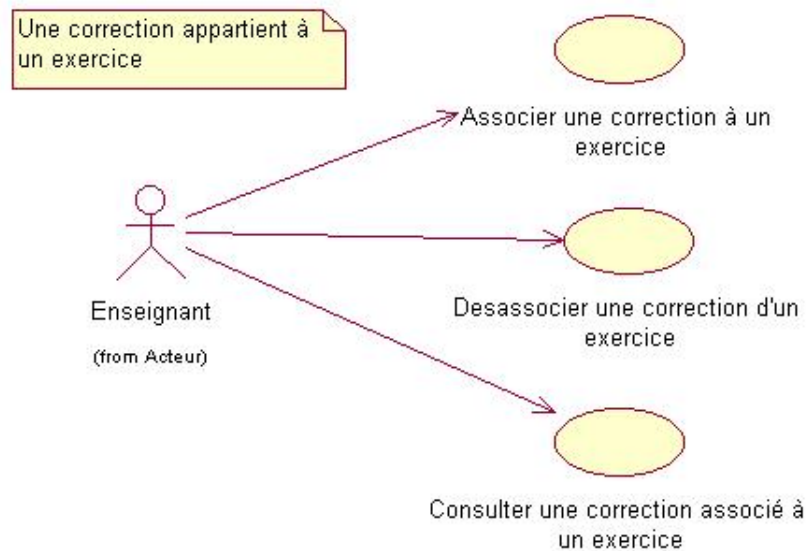 Une correction appartient à
un exercice
Associer une correction à un
exercice
Desassocier une correction d'un
exercice
Enseignant
(from Acteur)
Consulter une correction associé à
un exercice